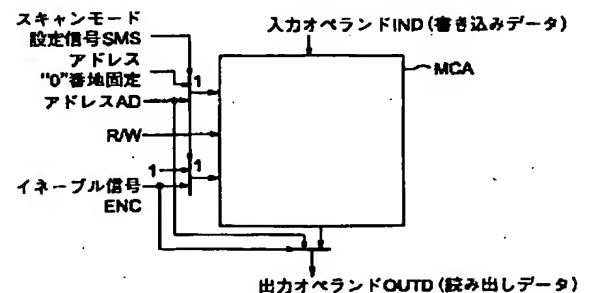 スキャンモード
設定信号SMS
入力オペランドIND(書き込みデータ)
アドレス
"0"番地固定
1
MCA
アドレスAD
R/W
1
1
イネーブル信号
ENC
出力オペランドOUTD(読み出しデータ)